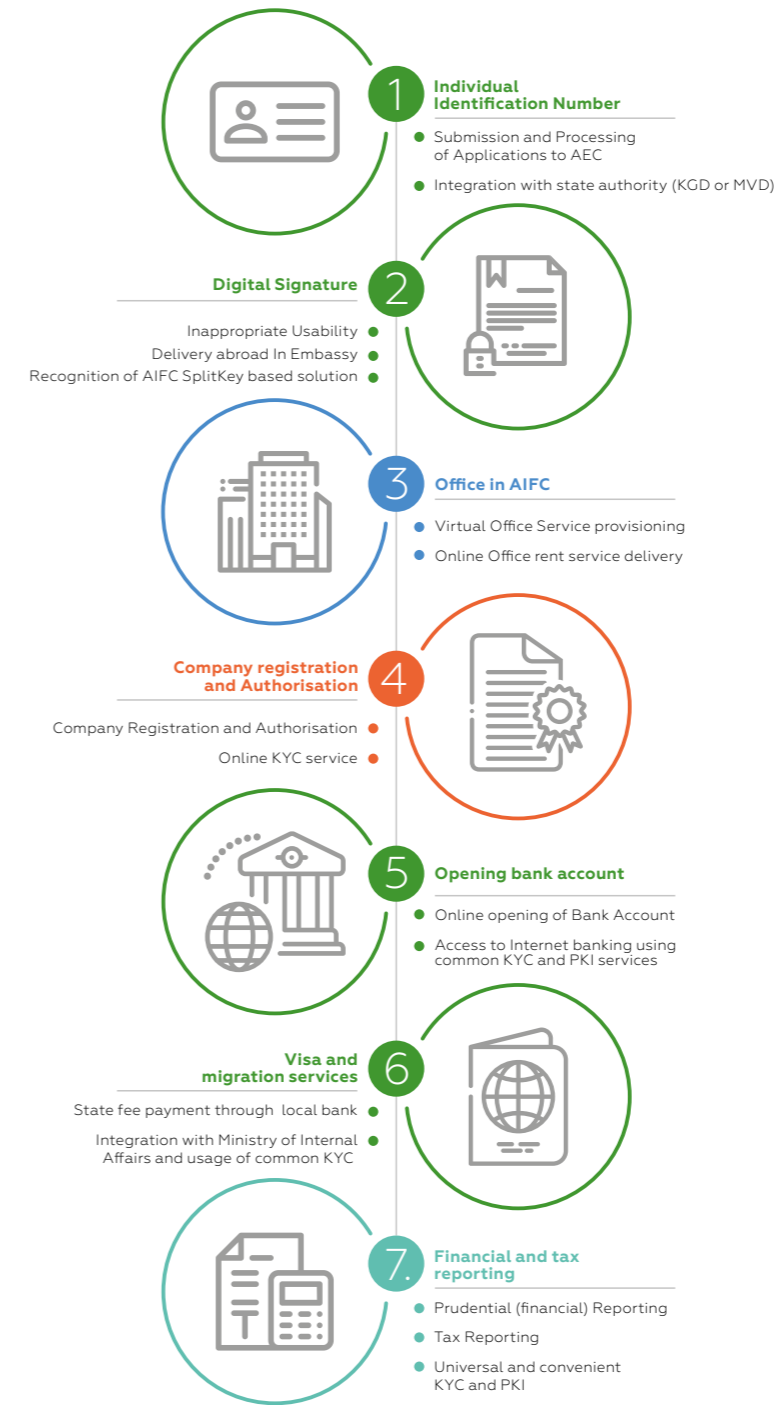 1
Individual
Identification Number
Submission and Processing
of Applications to AEC
Integration with state authority (KGD or MVD)
2
Digital Signature
Inappropriate Usability
Delivery abroad In Embassy
Recognition of AIFC SplitKey based solution
3
Office in AIFC
Virtual Office Service provisioning
Online Office rent service delivery
4
Company registration
and Authorisation
Company Registration and Authorisation
Online KYC service
5
Opening bank account
Online opening of Bank Account
Access to Internet banking using
common KYC and PKI services
6
Visa and
migration services
State fee payment through local bank
Integration with Ministry of Internal
Affairs and usage of common KYC
7.
Financial and tax
reporting
Prudential (financial) Reporting
Tax Reporting
Universal and convenient
KYC and PKI